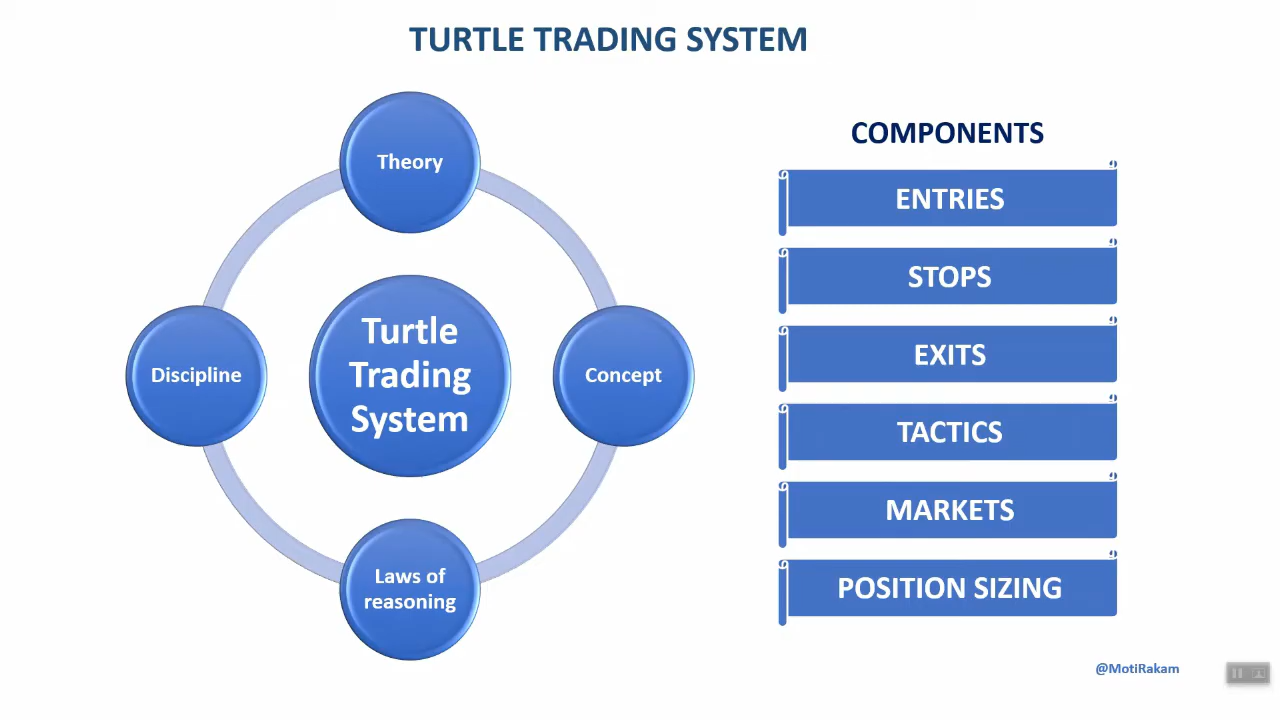 TURTLE TRADING SYSTEM
Theory
Discipline
Turtle
Trading
System
Concept
Laws of
reasoning
COMPONENTS
ENTRIES
STOPS
EXITS
TACTICS
MARKETS
POSITION SIZING
@MotiRakam